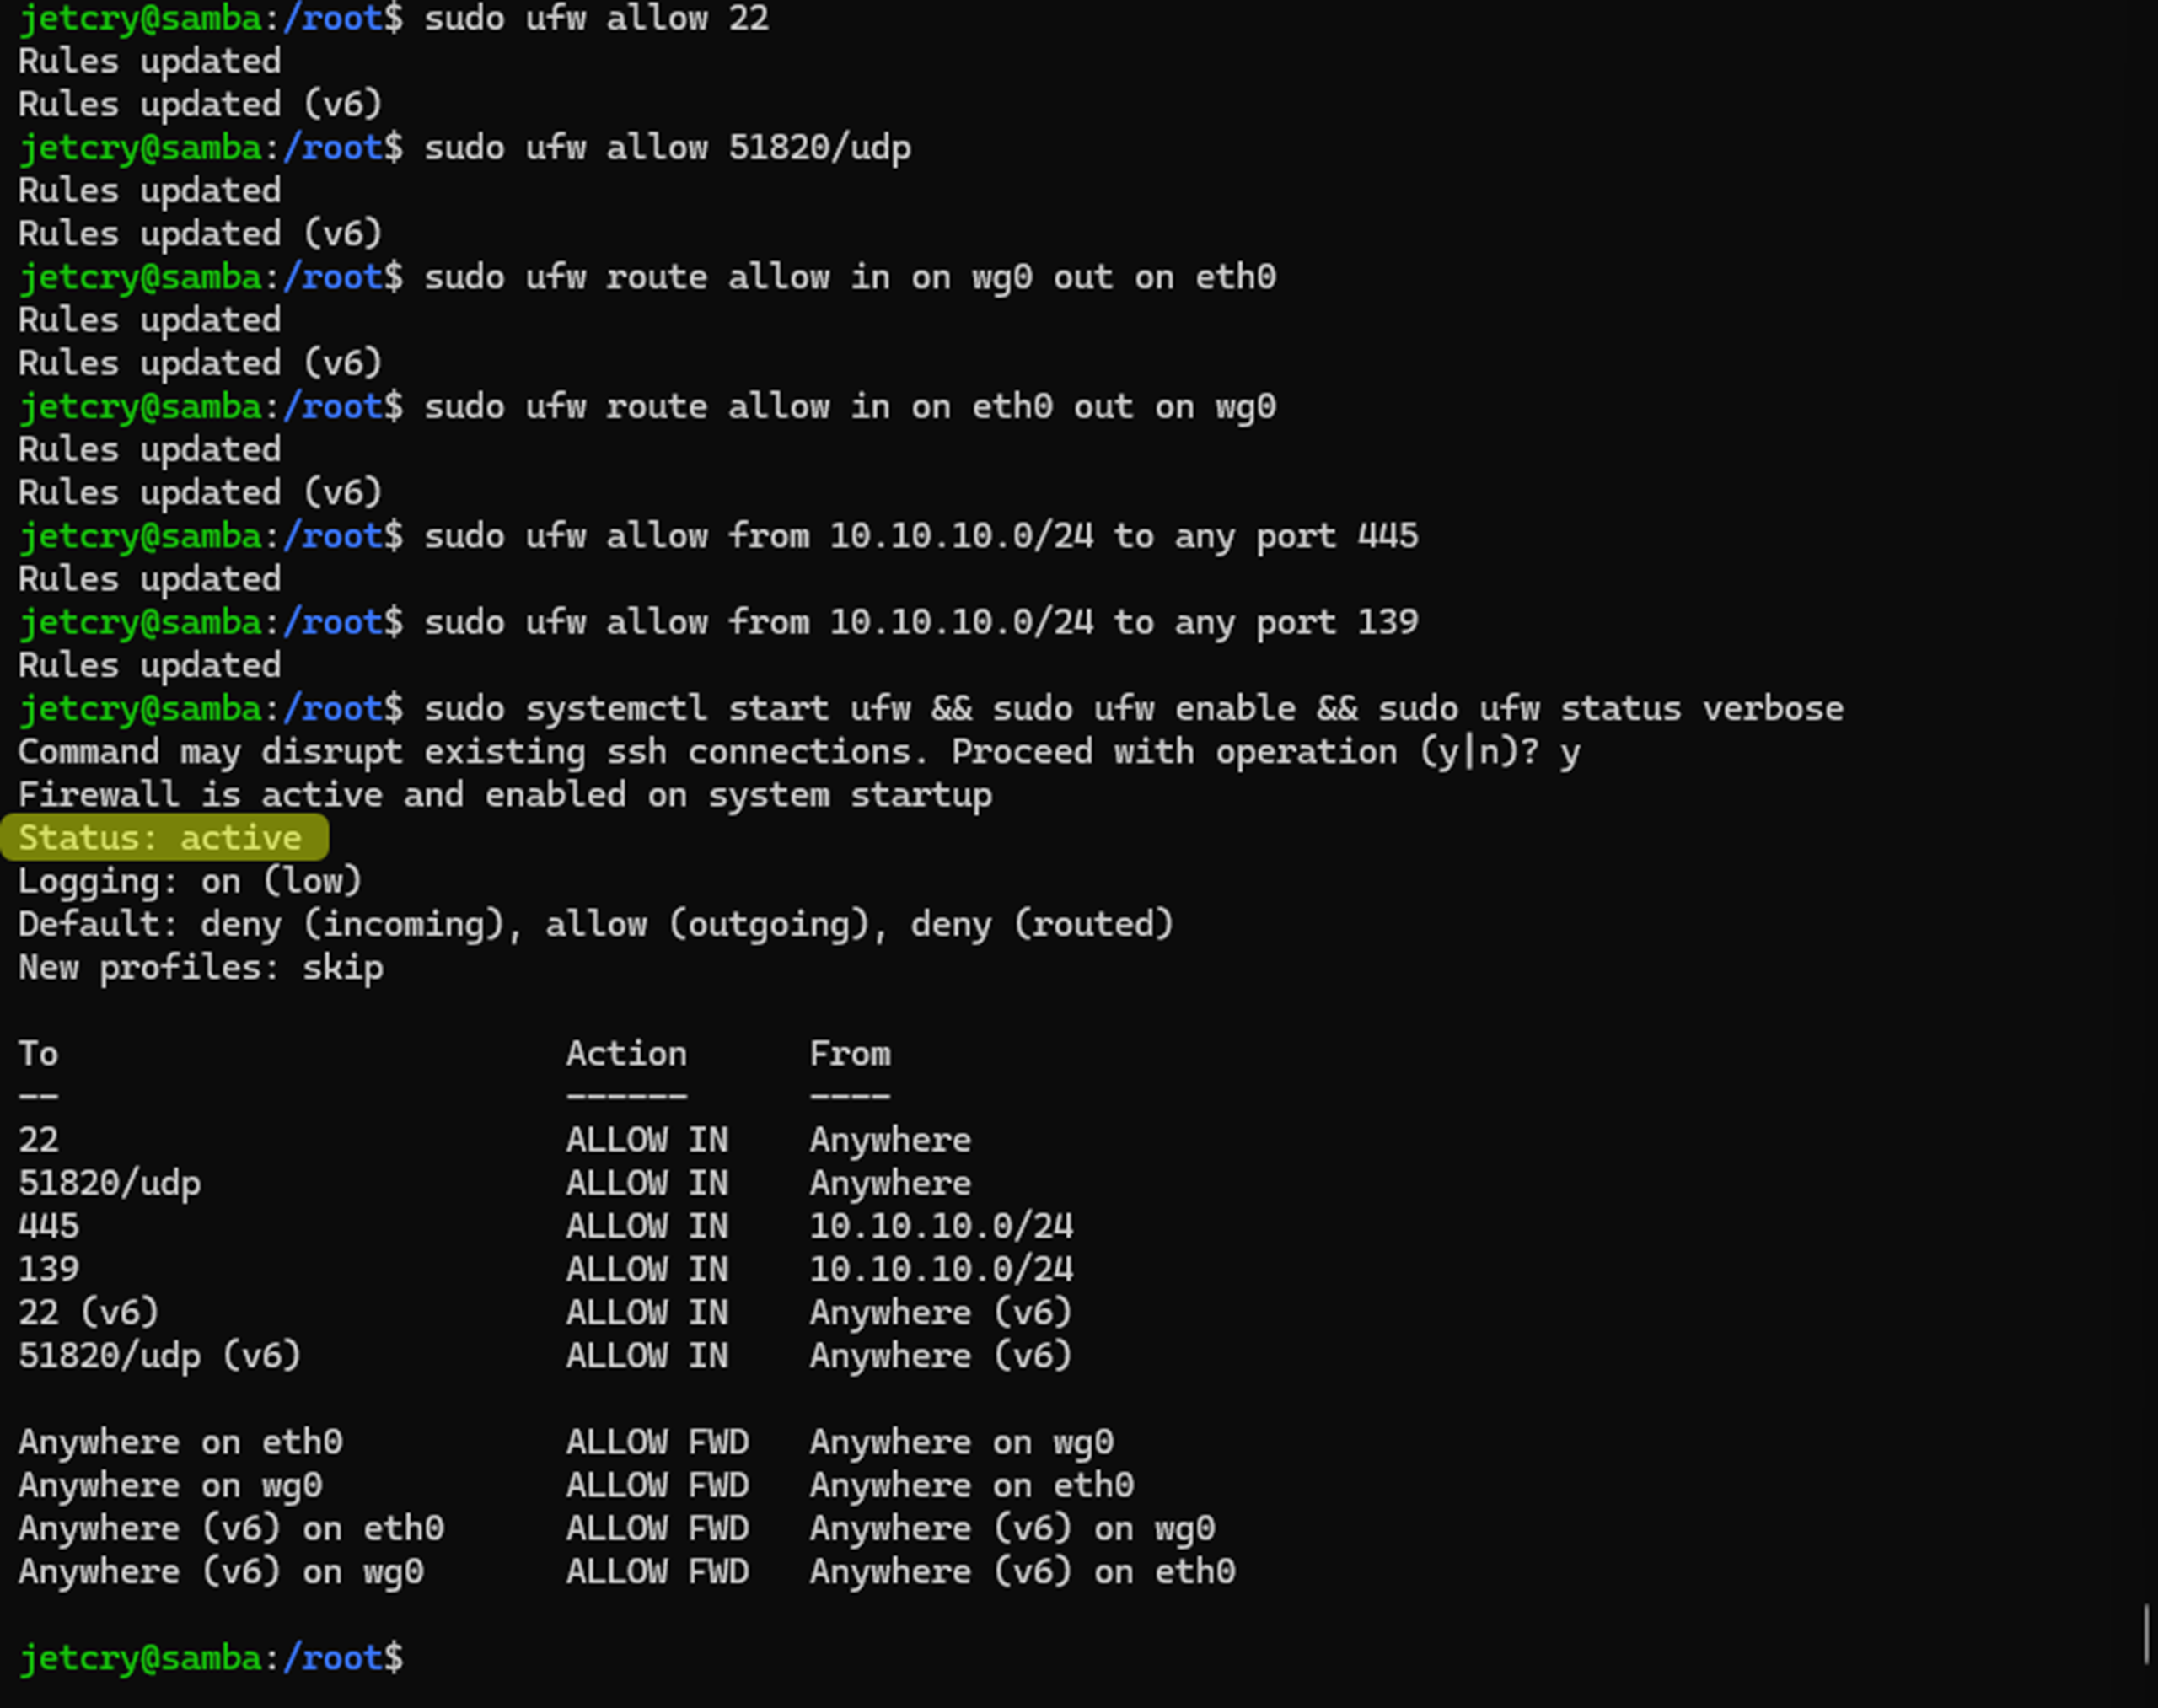 jetcry@samba:/root$ sudo ufw allow 22
Rules updated
Rules updated (v6)
jetcry@samba:/root$ sudo ufw allow 51820/udp
Rules updated
Rules updated (v6)
jetcry@samba:/root$ sudo ufw route allow in on wg0 out on eth0
Rules updated
Rules updated (v6)
jetcry@samba:/root$ sudo ufw route allow in on eth0 out on wg0
Rules updated
Rules updated (v6)
jetcry@samba:/root$ sudo ufw allow from 10.10.10.0/24 to any port 445
Rules updated
jetcry@samba:/root$ sudo ufw allow from 10.10.10.0/24 to any port 139
Rules updated
jetcry@samba:/root$ sudo systemctl start ufw && sudo ufw enable && sudo ufw status verbose
Command may disrupt existing ssh connections. Proceed with operation (y|n)? y
Firewall is active and enabled on system startup
Status: active
Logging: on (low)
Default: deny (incoming), allow (outgoing), deny (routed)
New profiles: skip

To                         Action      From
--                         ------      ----
22                         ALLOW IN    Anywhere
51820/udp                  ALLOW IN    Anywhere
445                        ALLOW IN    10.10.10.0/24
139                        ALLOW IN    10.10.10.0/24
22 (v6)                    ALLOW IN    Anywhere (v6)
51820/udp (v6)             ALLOW IN    Anywhere (v6)

Anywhere on eth0           ALLOW FWD   Anywhere on wg0
Anywhere on wg0            ALLOW FWD   Anywhere on eth0
Anywhere (v6) on eth0      ALLOW FWD   Anywhere (v6) on wg0
Anywhere (v6) on wg0       ALLOW FWD   Anywhere (v6) on eth0

jetcry@samba:/root$